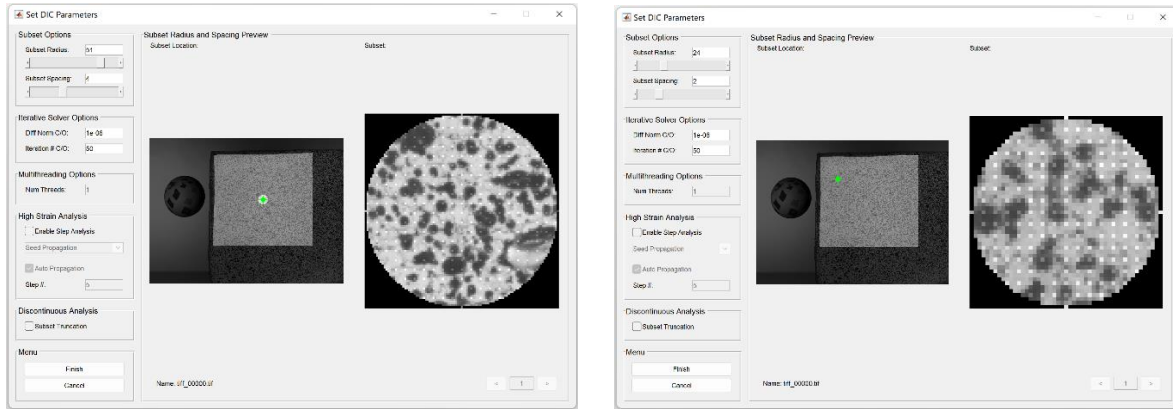 Set DIC Parameters
Subset Options
Subset Radius: 51
Subset Spacing: 4
Iterative Solver Options
Diff Norm C/O: 1e-06
Iteration # C/O: 50
Multithreading Options
Num Threads: 1
High Strain Analysis
Enable Step Analysis
Seed Propagation
Auto Propagation
Step #: 5
Discontinuous Analysis
Subset Truncation
Menu
Finish
Cancel
Subset Radius and Spacing Preview
Subset Location: Subset:
Name: tiff_00000.tif
< 1 >
Set DIC Parameters
Subset Options
Subset Radius: 24
Subset Spacing: 2
Iterative Solver Options
Diff Norm C/O: 1e-06
Iteration # C/O: 50
Multithreading Options
Num Threads: 1
High Strain Analysis
Enable Step Analysis
Seed Propagation
Auto Propagation
Step #: 5
Discontinuous Analysis
Subset Truncation
Menu
Finish
Cancel
Subset Radius and Spacing Preview
Subset Location: Subset:
Name: tiff_00000.tif
< 1 >